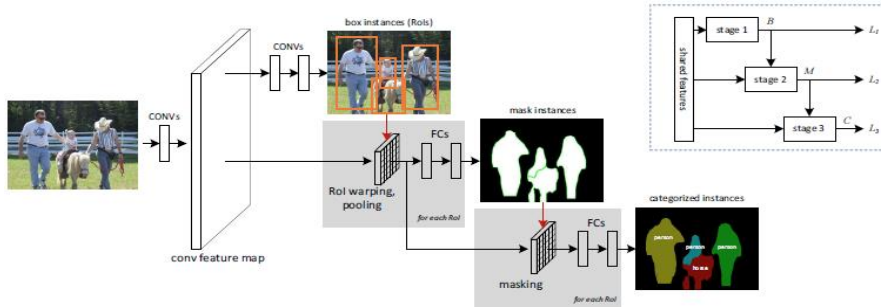 box instances (RoIs)
CONVs
CONVs
conv feature map
RoI warping,
pooling
FCs
for each RoI
mask instances
masking
FCs
for each RoI
categorized instances
person
person
person
horse
shared features
stage 1
B
L1
stage 2
M
L2
stage 3
C
L3